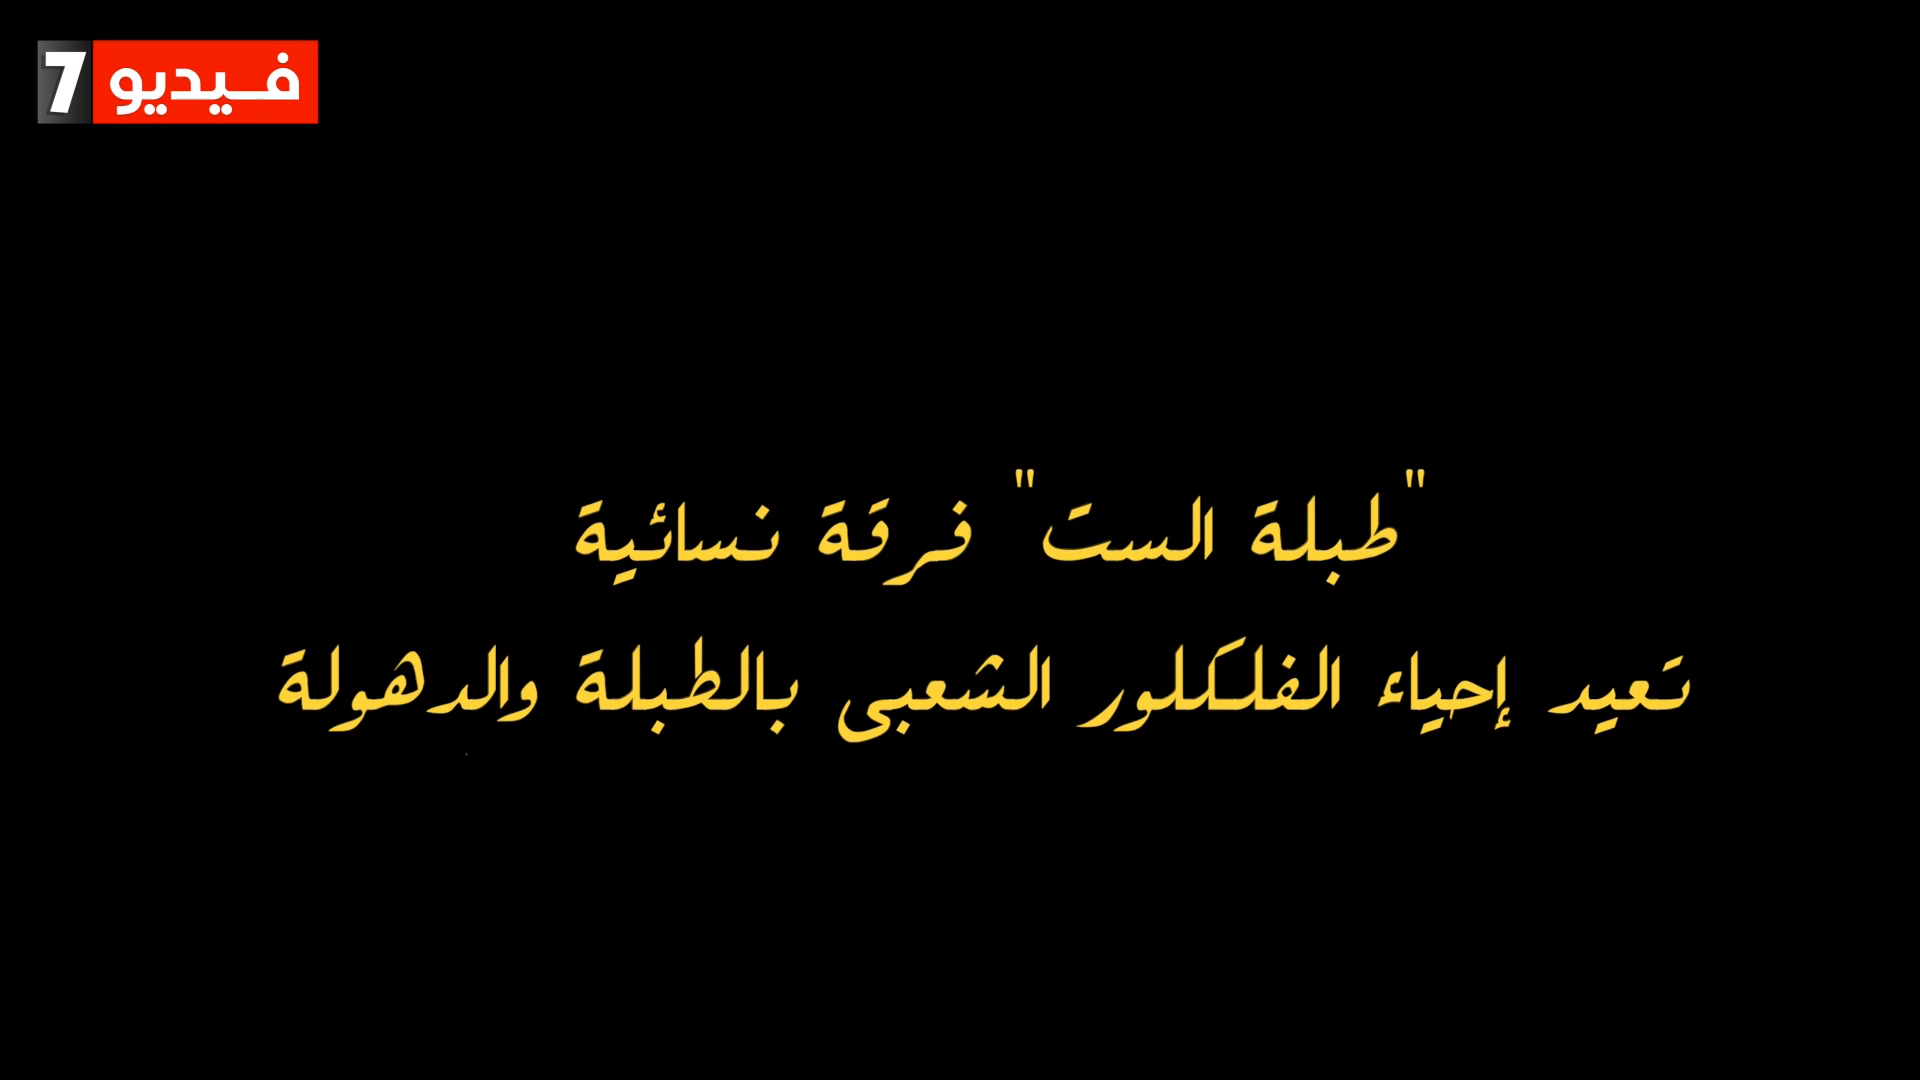 فيديو 7
"طبلة الست" فرقة نسائية
تعيد إحياء الفلكلور الشعبى بالطبلة والدهولة